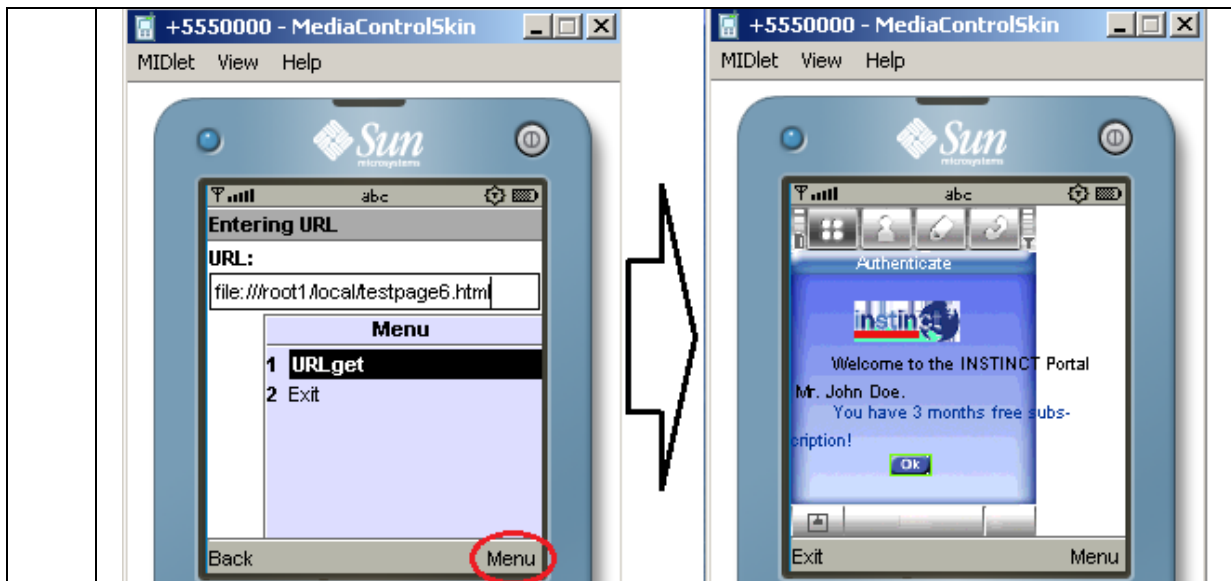 +5550000 - MediaControlSkin
MIDlet View Help
Sun
microsystems
abc
Entering URL
URL:
file:///root1/local/testpage6.html
Menu
1 URLget
2 Exit
Back Menu
+5550000 - MediaControlSkin
MIDlet View Help
Sun
microsystems
abc
Authenticate
instinct
Welcome to the INSTINCT Portal
Mr. John Doe.
You have 3 months free subs-
cription!
Ok
Exit Menu